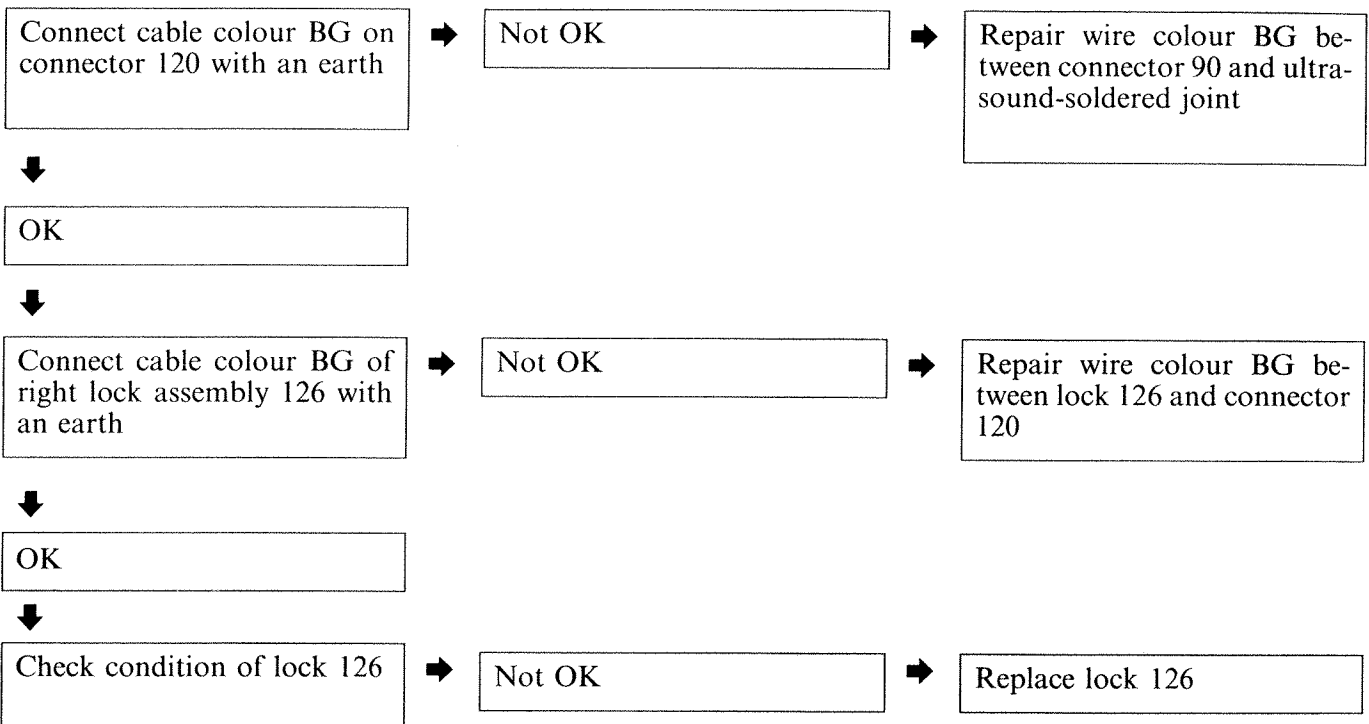 Connect cable colour BG on
connector 120 with an earth
Not OK
Repair wire colour BG be-
tween connector 90 and ultra-
sound-soldered joint
OK
Connect cable colour BG of
right lock assembly 126 with
an earth
Not OK
Repair wire colour BG be-
tween lock 126 and connector
120
OK
Check condition of lock 126
Not OK
Replace lock 126